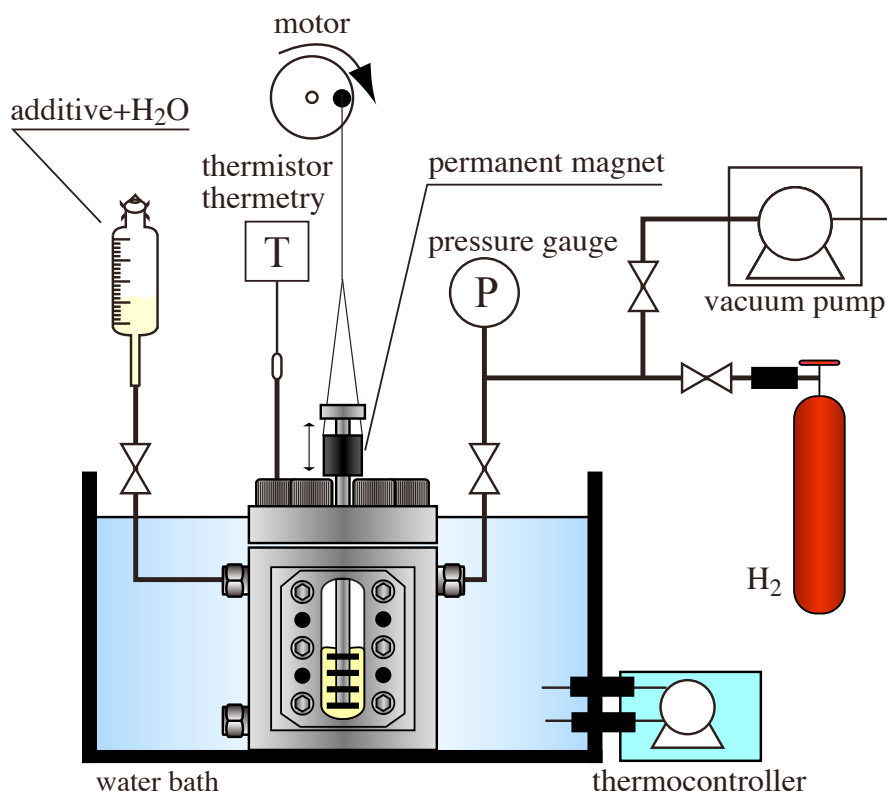 motor
additive+H₂O
thermistor
thermetry
permanent magnet
T
pressure gauge
P
vacuum pump
H₂
water bath
thermocontroller